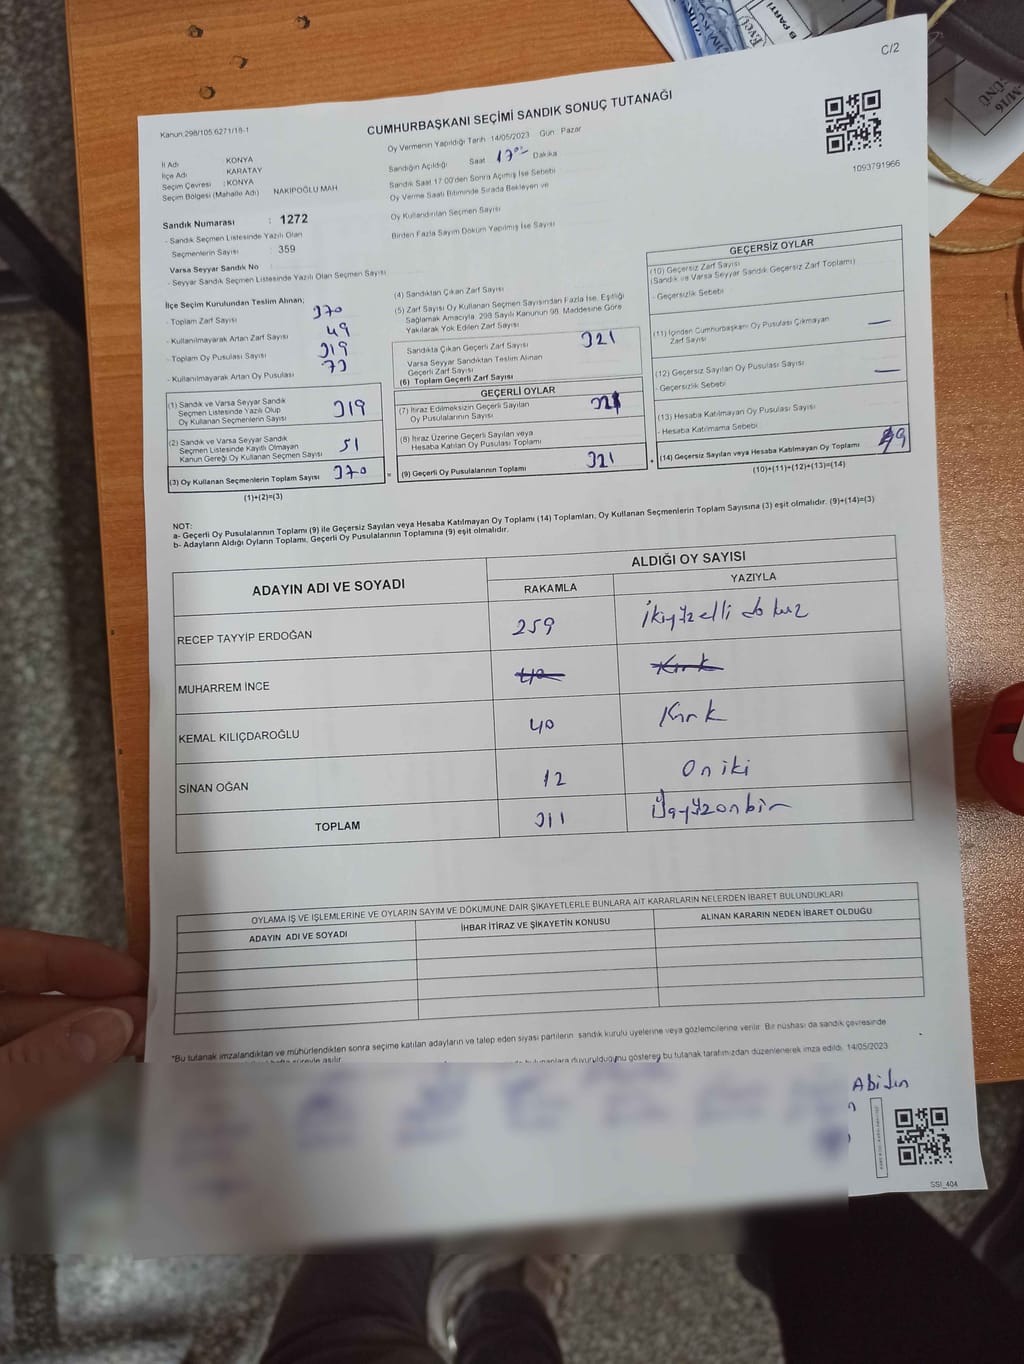 B PARTİ
Evet
C/2
Kanun:298/105 6271/18-1
CUMHURBAŞKANI SEÇİMİ SANDIK SONUÇ TUTANAĞI
Oy Vermenin Yapıldığı Tarih 14/05/2023 Gün Pazar
1093791966
İl Adı : KONYA
İlçe Adı : KARATAY
Seçim Çevresi : KONYA
Seçim Bölgesi (Mahalle Adı) NAKİPOĞLU MAH
Sandığın Açıldığı Saat 17⁰⁰ Dakika
Sandık Saat 17:00'den Sonra Açımış İse Sebebi
Oy Verme Saati Bitiminde Sırada Bekleyen ve
Oy Kullandırılan Seçmen Sayısı
Birden Fazla Sayım Döküm Yapılmış İse Sayısı
Sandık Numarası : 1272
- Sandık Seçmen Listesinde Yazılı Olan
Seçmenlerin Sayısı : 359
Varsa Seyyar Sandık No
- Seyyar Sandık Seçmen Listesinde Yazılı Olan Seçmen Sayısı
İlçe Seçim Kurulundan Teslim Alınan;
- Toplam Zarf Sayısı 370
- Kullanılmayarak Artan Zarf Sayısı 49
- Toplam Oy Pusulası Sayısı 319
- Kullanılmayarak Artan Oy Pusulası 73
(1) Sandık ve Varsa Seyyar Sandık
Seçmen Listesinde Yazılı Olup
Oy Kullanan Seçmenlerin Sayısı 319
(2) Sandık ve Varsa Seyyar Sandık
Seçmen Listesinde Kayıtlı Olmayan
Kanun Gereği Oy Kullanan Seçmen Sayısı 51
(3) Oy Kullanan Seçmenlerin Toplam Sayısı 370
(1)+(2)=(3)
(4) Sandıktan Çıkan Zarf Sayısı
(5) Zarf Sayısı Oy Kullanan Seçmen Sayısından Fazla İse, Eşitliği
Sağlamak Amacıyla, 298 Sayılı Kanunun 98. Maddesine Göre
Yakılarak Yok Edilen Zarf Sayısı
Sandıkta Çıkan Geçerli Zarf Sayısı 321
Varsa Seyyar Sandıktan Teslim Alınan
Geçerli Zarf Sayısı
(6) Toplam Geçerli Zarf Sayısı
GEÇERLİ OYLAR
(7) İtiraz Edilmeksizin Geçerli Sayılan
Oy Pusulalarının Sayısı 321
(8) İtiraz Üzerine Geçerli Sayılan veya
Hesaba Katılan Oy Pusulası Toplamı
= (9) Geçerli Oy Pusulalarının Toplamı 321 +
GEÇERSİZ OYLAR
(10) Geçersiz Zarf Sayısı
(Sandık ve Varsa Seyyar Sandık Geçersiz Zarf Toplamı)
- Geçersizlik Sebebi
(11) İçinden Cumhurbaşkanı Oy Pusulası Çıkmayan
Zarf Sayısı —
(12) Geçersiz Sayılan Oy Pusulası Sayısı —
- Geçersizlik Sebebi
(13) Hesaba Katılmayan Oy Pusulası Sayısı
- Hesaba Katılmama Sebebi
(14) Geçersiz Sayılan veya Hesaba Katılmayan Oy Toplamı
(10)+(11)+(12)+(13)=(14)
NOT:
a- Geçerli Oy Pusulalarının Toplamı (9) ile Geçersiz Sayılan veya Hesaba Katılmayan Oy Toplamı (14) Toplamları, Oy Kullanan Seçmenlerin Toplam Sayısına (3) eşit olmalıdır. (9)+(14)=(3)
b- Adayların Aldığı Oyların Toplamı, Geçerli Oy Pusulalarının Toplamına (9) eşit olmalıdır.
ADAYIN ADI VE SOYADI
ALDIĞI OY SAYISI
RAKAMLA YAZIYLA
RECEP TAYYİP ERDOĞAN 259 İkiyüzelli dokuz
MUHARREM İNCE 40 Kırk
KEMAL KILIÇDAROĞLU 40 Kırk
SİNAN OĞAN 12 On iki
TOPLAM 311 Üçyüzonbir
OYLAMA İŞ VE İŞLEMLERİNE VE OYLARIN SAYIM VE DÖKÜMÜNE DAİR ŞİKAYETLERLE BUNLARA AİT KARARLARIN NELERDEN İBARET BULUNDUKLARI
ADAYIN ADI VE SOYADI İHBAR İTİRAZ VE ŞİKAYETİN KONUSU ALINAN KARARIN NEDEN İBARET OLDUĞU
"Bu tutanak imzalandıktan ve mühürlendikten sonra seçime katılan adayların ve talep eden siyasi partilerin sandık kurulu üyelerine veya gözlemcilerine verilir. Bir nüshası da sandık çevresinde
bulunanlara duyurulduğunu gösterey bu tutanak tarafımızdan düzenlenerek imza edildi. 14/05/2023
Abidin
SSI_404